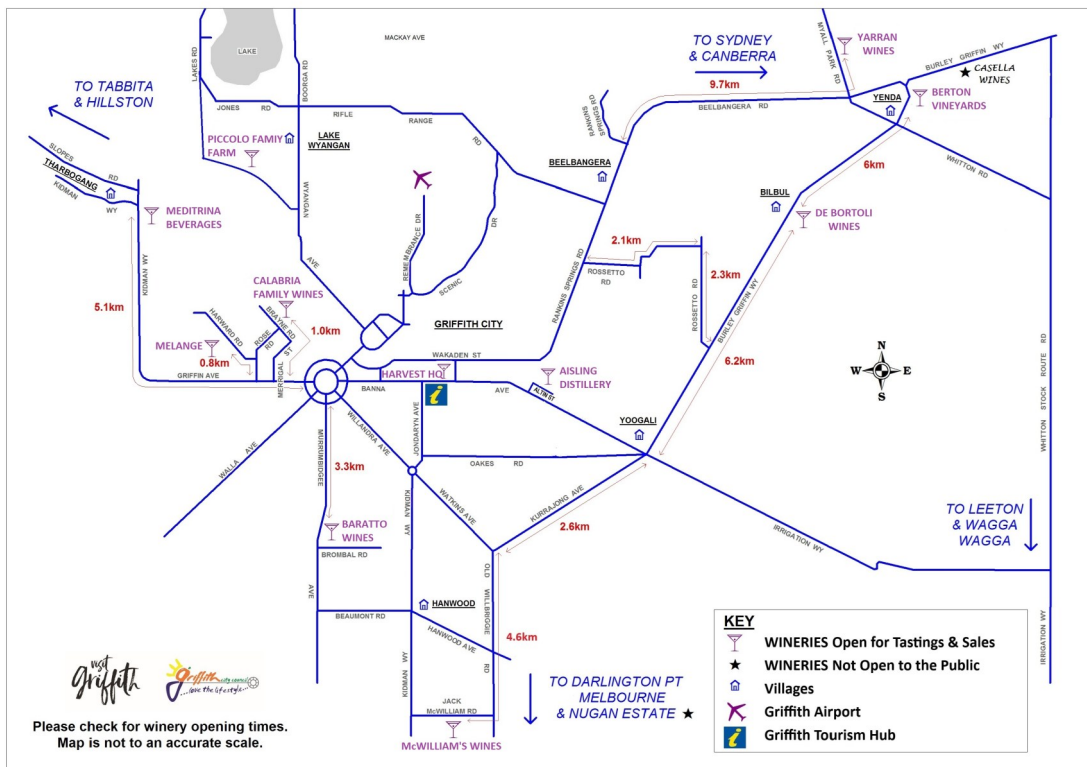 MACKAY AVE
LAKE
LAKES RD
BOORGA RD
JONES RD
RIFLE RANGE RD
TO TABBITA
& HILLSTON
PICCOLO FAMIY
FARM
LAKE
WYANGAN
WYANGAN AVE
SLOPES RD
THARBOGANG
KIDMAN WY
MEDITRINA
BEVERAGES
KIDMAN WY
5.1km
CALABRIA
FAMILY WINES
BRAYNE RD
HARWARD RD
ROSE RD
1.0km
MELANGE
0.8km
MERRIGAL ST
GRIFFIN AVE
REMEMBRANCE DR
SCENIC DR
GRIFFITH CITY
WAKADEN ST
HARVEST HQ
BANNA AVE
AISLING
DISTILLERY
ALTIN ST
TO SYDNEY
& CANBERRA
9.7km
BEELBANGERA RD
RANKINS
SPRINGS RD
BEELBANGERA
RANKINS SPRINGS RD
MYALL PARK RD
YARRAN
WINES
BURLEY GRIFFIN WY
CASELLA
WINES
YENDA
BERTON
VINEYARDS
WHITTON RD
6km
BILBUL
DE BORTOLI
WINES
2.1km
ROSSETTO
RD
2.3km
ROSSETTO RD
BURLEY GRIFFIN WY
6.2km
N
W E
S
WHITTON STOCK ROUTE RD
YOOGALI
WALLA AVE
MURRUMBIDGEE
3.3km
WILLANDRA AVE
JONDARYN AVE
OAKES RD
KIDMAN WY
WATKINS AVE
KURRAJONG AVE
2.6km
IRRIGATION WY
TO LEETON
& WAGGA
WAGGA
BARATTO
WINES
BROMBAL RD
AVE
BEAUMONT RD
HANWOOD
HANWOOD AVE
OLD WILLBRIGGIE RD
4.6km
KIDMAN WY
JACK
McWILLIAM RD
McWILLIAM'S WINES
TO DARLINGTON PT
MELBOURNE
& NUGAN ESTATE
IRRIGATION WY
KEY
WINERIES Open for Tastings & Sales
WINERIES Not Open to the Public
Villages
Griffith Airport
i
Griffith Tourism Hub
visit
griffith
griffith
city council
...love the lifestyle...
Please check for winery opening times.
Map is not to an accurate scale.